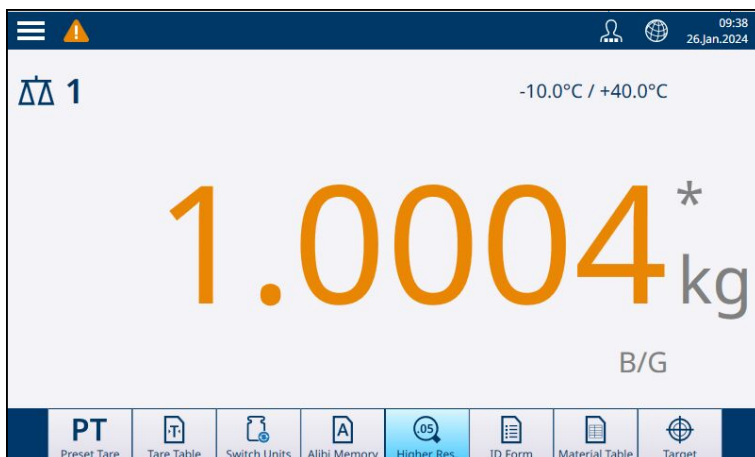 09:38
26.Jan.2024
1
-10.0°C / +40.0°C
1.0004 * kg
B/G
PT
Preset Tare
T
Tare Table
Switch Units
A
Alibi Memory
.05
Higher Res.
ID Form
Material Table
Target